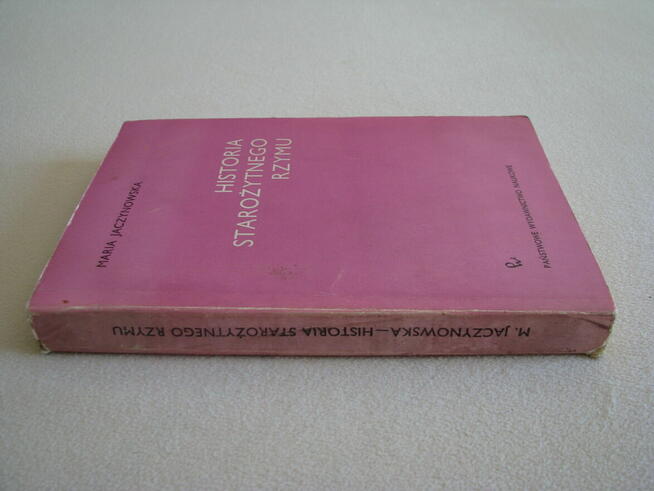 MARIA JACZYNOWSKA
HISTORIA
STAROŻYTNEGO
RZYMU
PAŃSTWOWE WYDAWNICTWO NAUKOWE
M. JACZYNOWSKA—HISTORIA STAROŻYTNEGO RZYMU